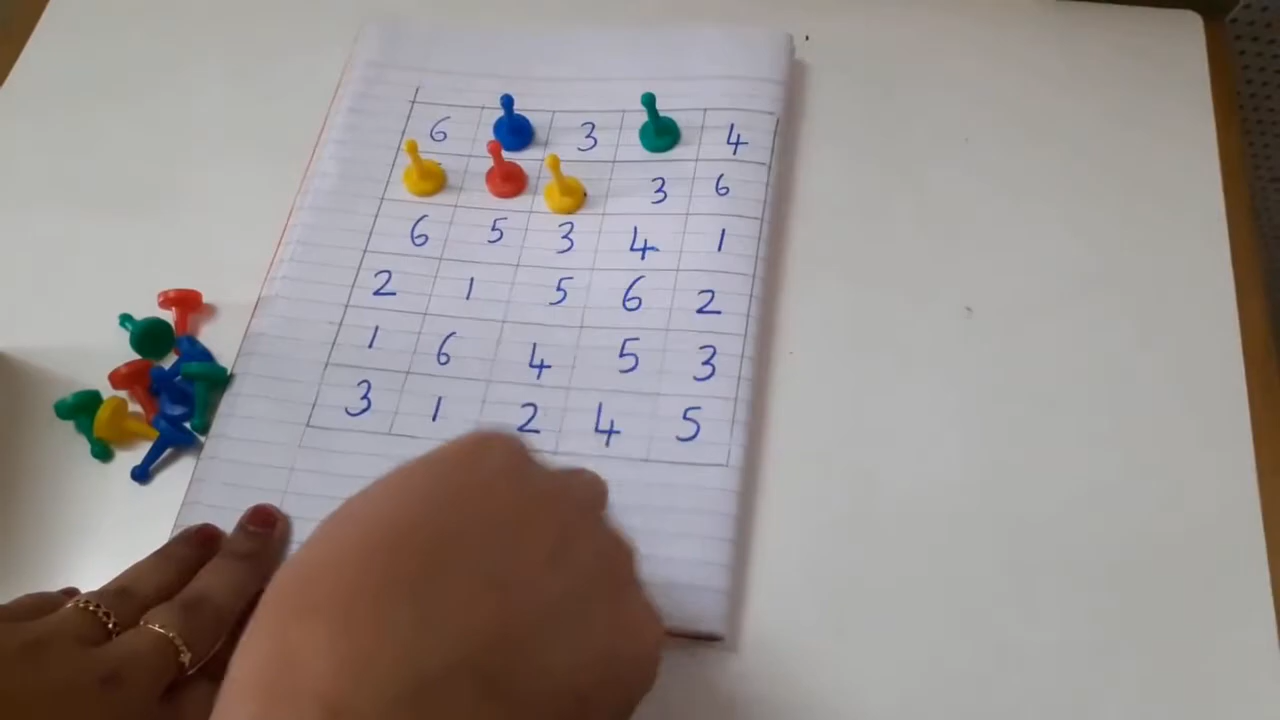 6 3 4
3 6
6 5 3 4 1
2 1 5 6 2
1 6 4 5 3
3 1 2 4 5